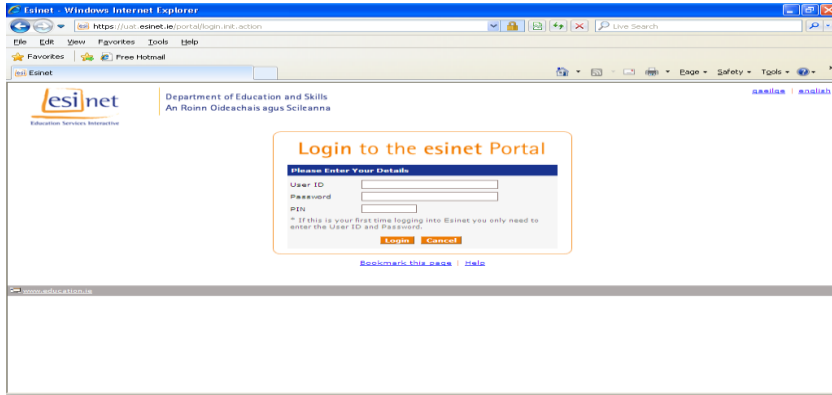 Esinet - Windows Internet Explorer
https://uat.esinet.ie/portal/login.init.action
Live Search
File Edit View Favorites Tools Help
Favorites Free Hotmail
Esinet
Page Safety Tools
gaeilge | english
esinet
Education Services Interactive
Department of Education and Skills
An Roinn Oideachais agus Scileanna
Login to the esinet Portal
Please Enter Your Details
User ID
Password
PIN
* If this is your first time logging into Esinet you only need to
enter the User ID and Password.
Login Cancel
Bookmark this page | Help
www.education.ie